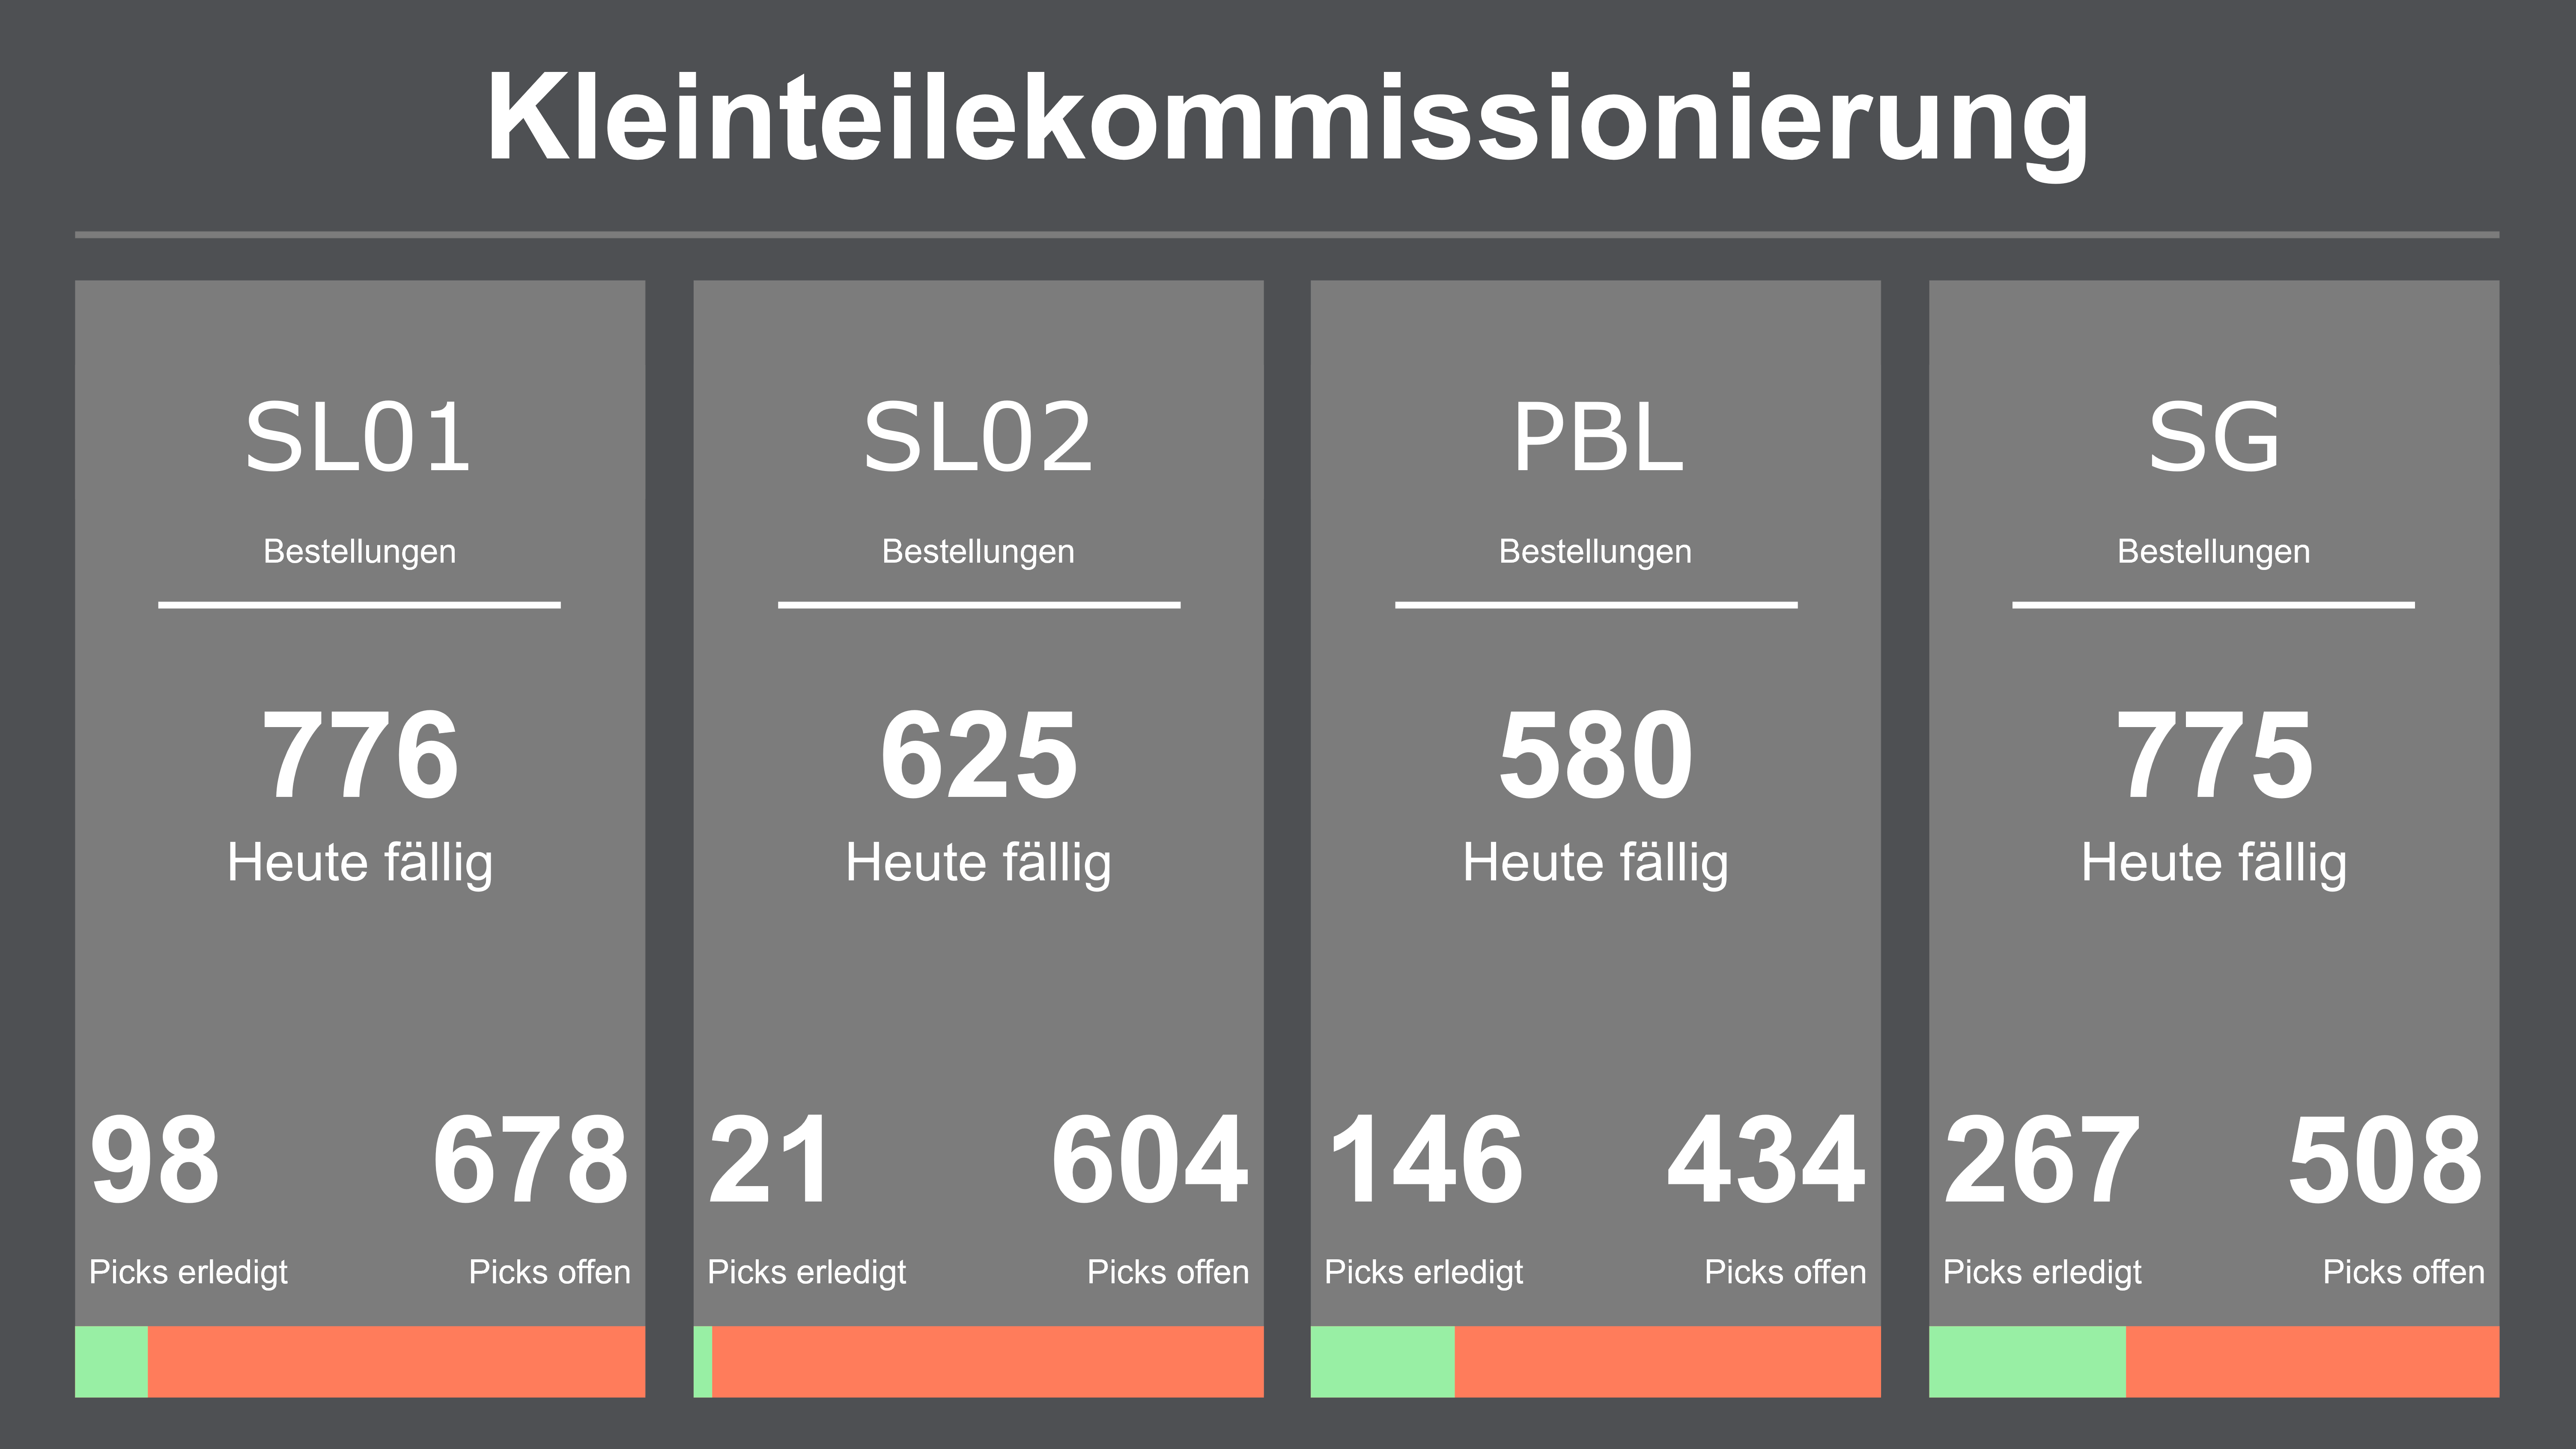 Kleinteilekommissionierung
SL01
Bestellungen
776
Heute fällig
98
678
Picks erledigt
Picks offen
SL02
Bestellungen
625
Heute fällig
21
604
Picks erledigt
Picks offen
PBL
Bestellungen
580
Heute fällig
146
434
Picks erledigt
Picks offen
SG
Bestellungen
775
Heute fällig
267
508
Picks erledigt
Picks offen